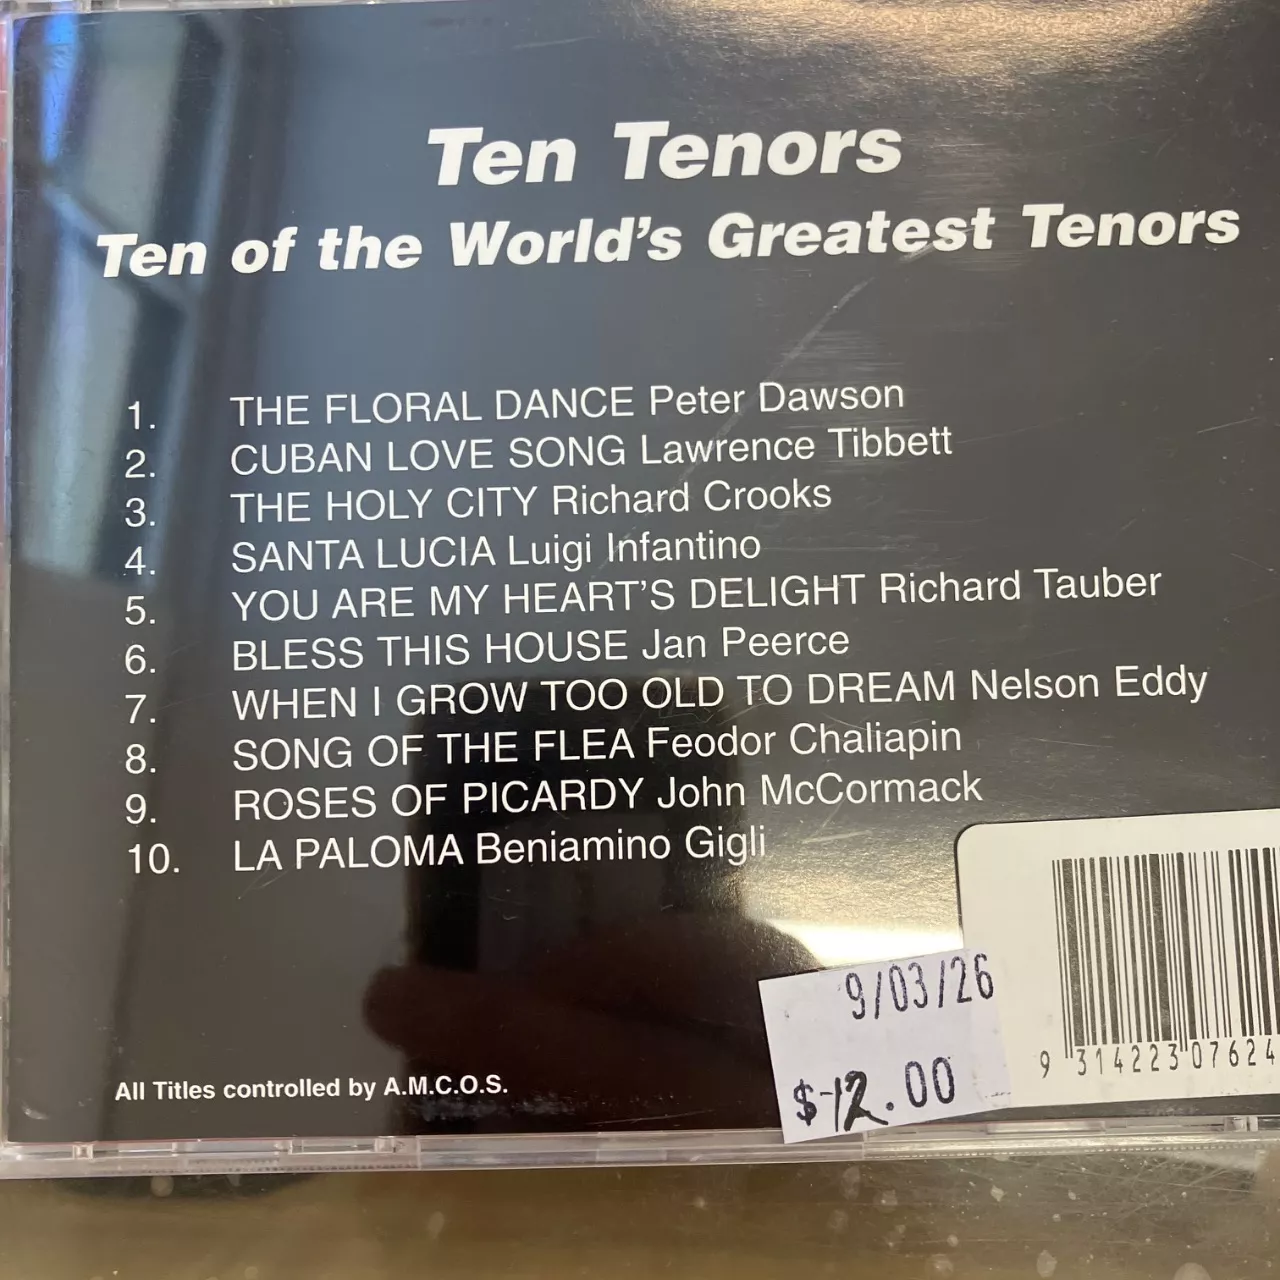 Ten Tenors
Ten of the World's Greatest Tenors
1. THE FLORAL DANCE Peter Dawson
2. CUBAN LOVE SONG Lawrence Tibbett
3. THE HOLY CITY Richard Crooks
4. SANTA LUCIA Luigi Infantino
5. YOU ARE MY HEART'S DELIGHT Richard Tauber
6. BLESS THIS HOUSE Jan Peerce
7. WHEN I GROW TOO OLD TO DREAM Nelson Eddy
8. SONG OF THE FLEA Feodor Chaliapin
9. ROSES OF PICARDY John McCormack
10. LA PALOMA Beniamino Gigli
9/03/26
$12.00
9 314223 07624
All Titles controlled by A.M.C.O.S.